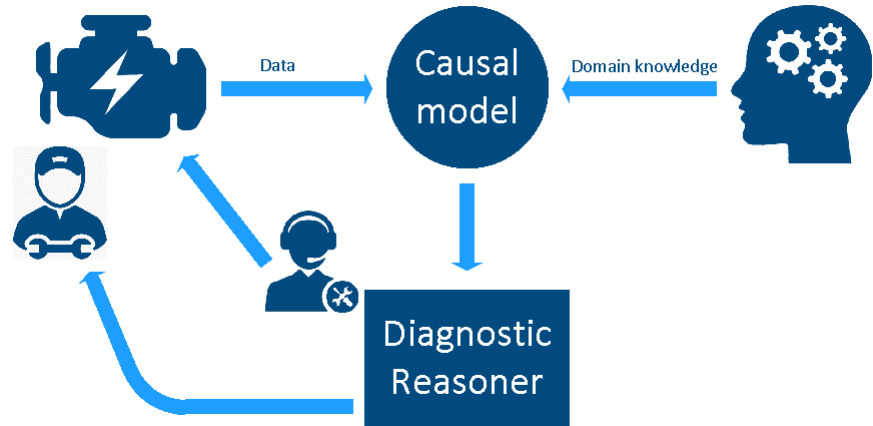 Data
Causal
model
Domain knowledge
Diagnostic
Reasoner